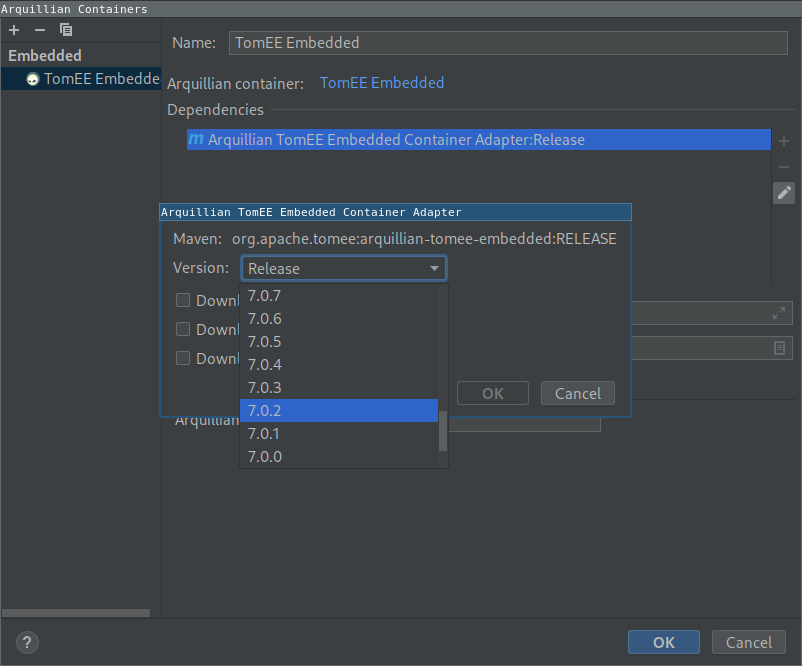 Arquillian Containers
Embedded
TomEE Embedde
Name: TomEE Embedded
Arquillian container: TomEE Embedded
Dependencies
m Arquillian TomEE Embedded Container Adapter:Release
Arquillian TomEE Embedded Container Adapter
Maven: org.apache.tomee:arquillian-tomee-embedded:RELEASE
Version: Release
7.0.7
7.0.6
7.0.5
7.0.4
7.0.3
7.0.2
7.0.1
7.0.0
Downl
Downl
Downl
OK Cancel
Arquillian
? OK Cancel